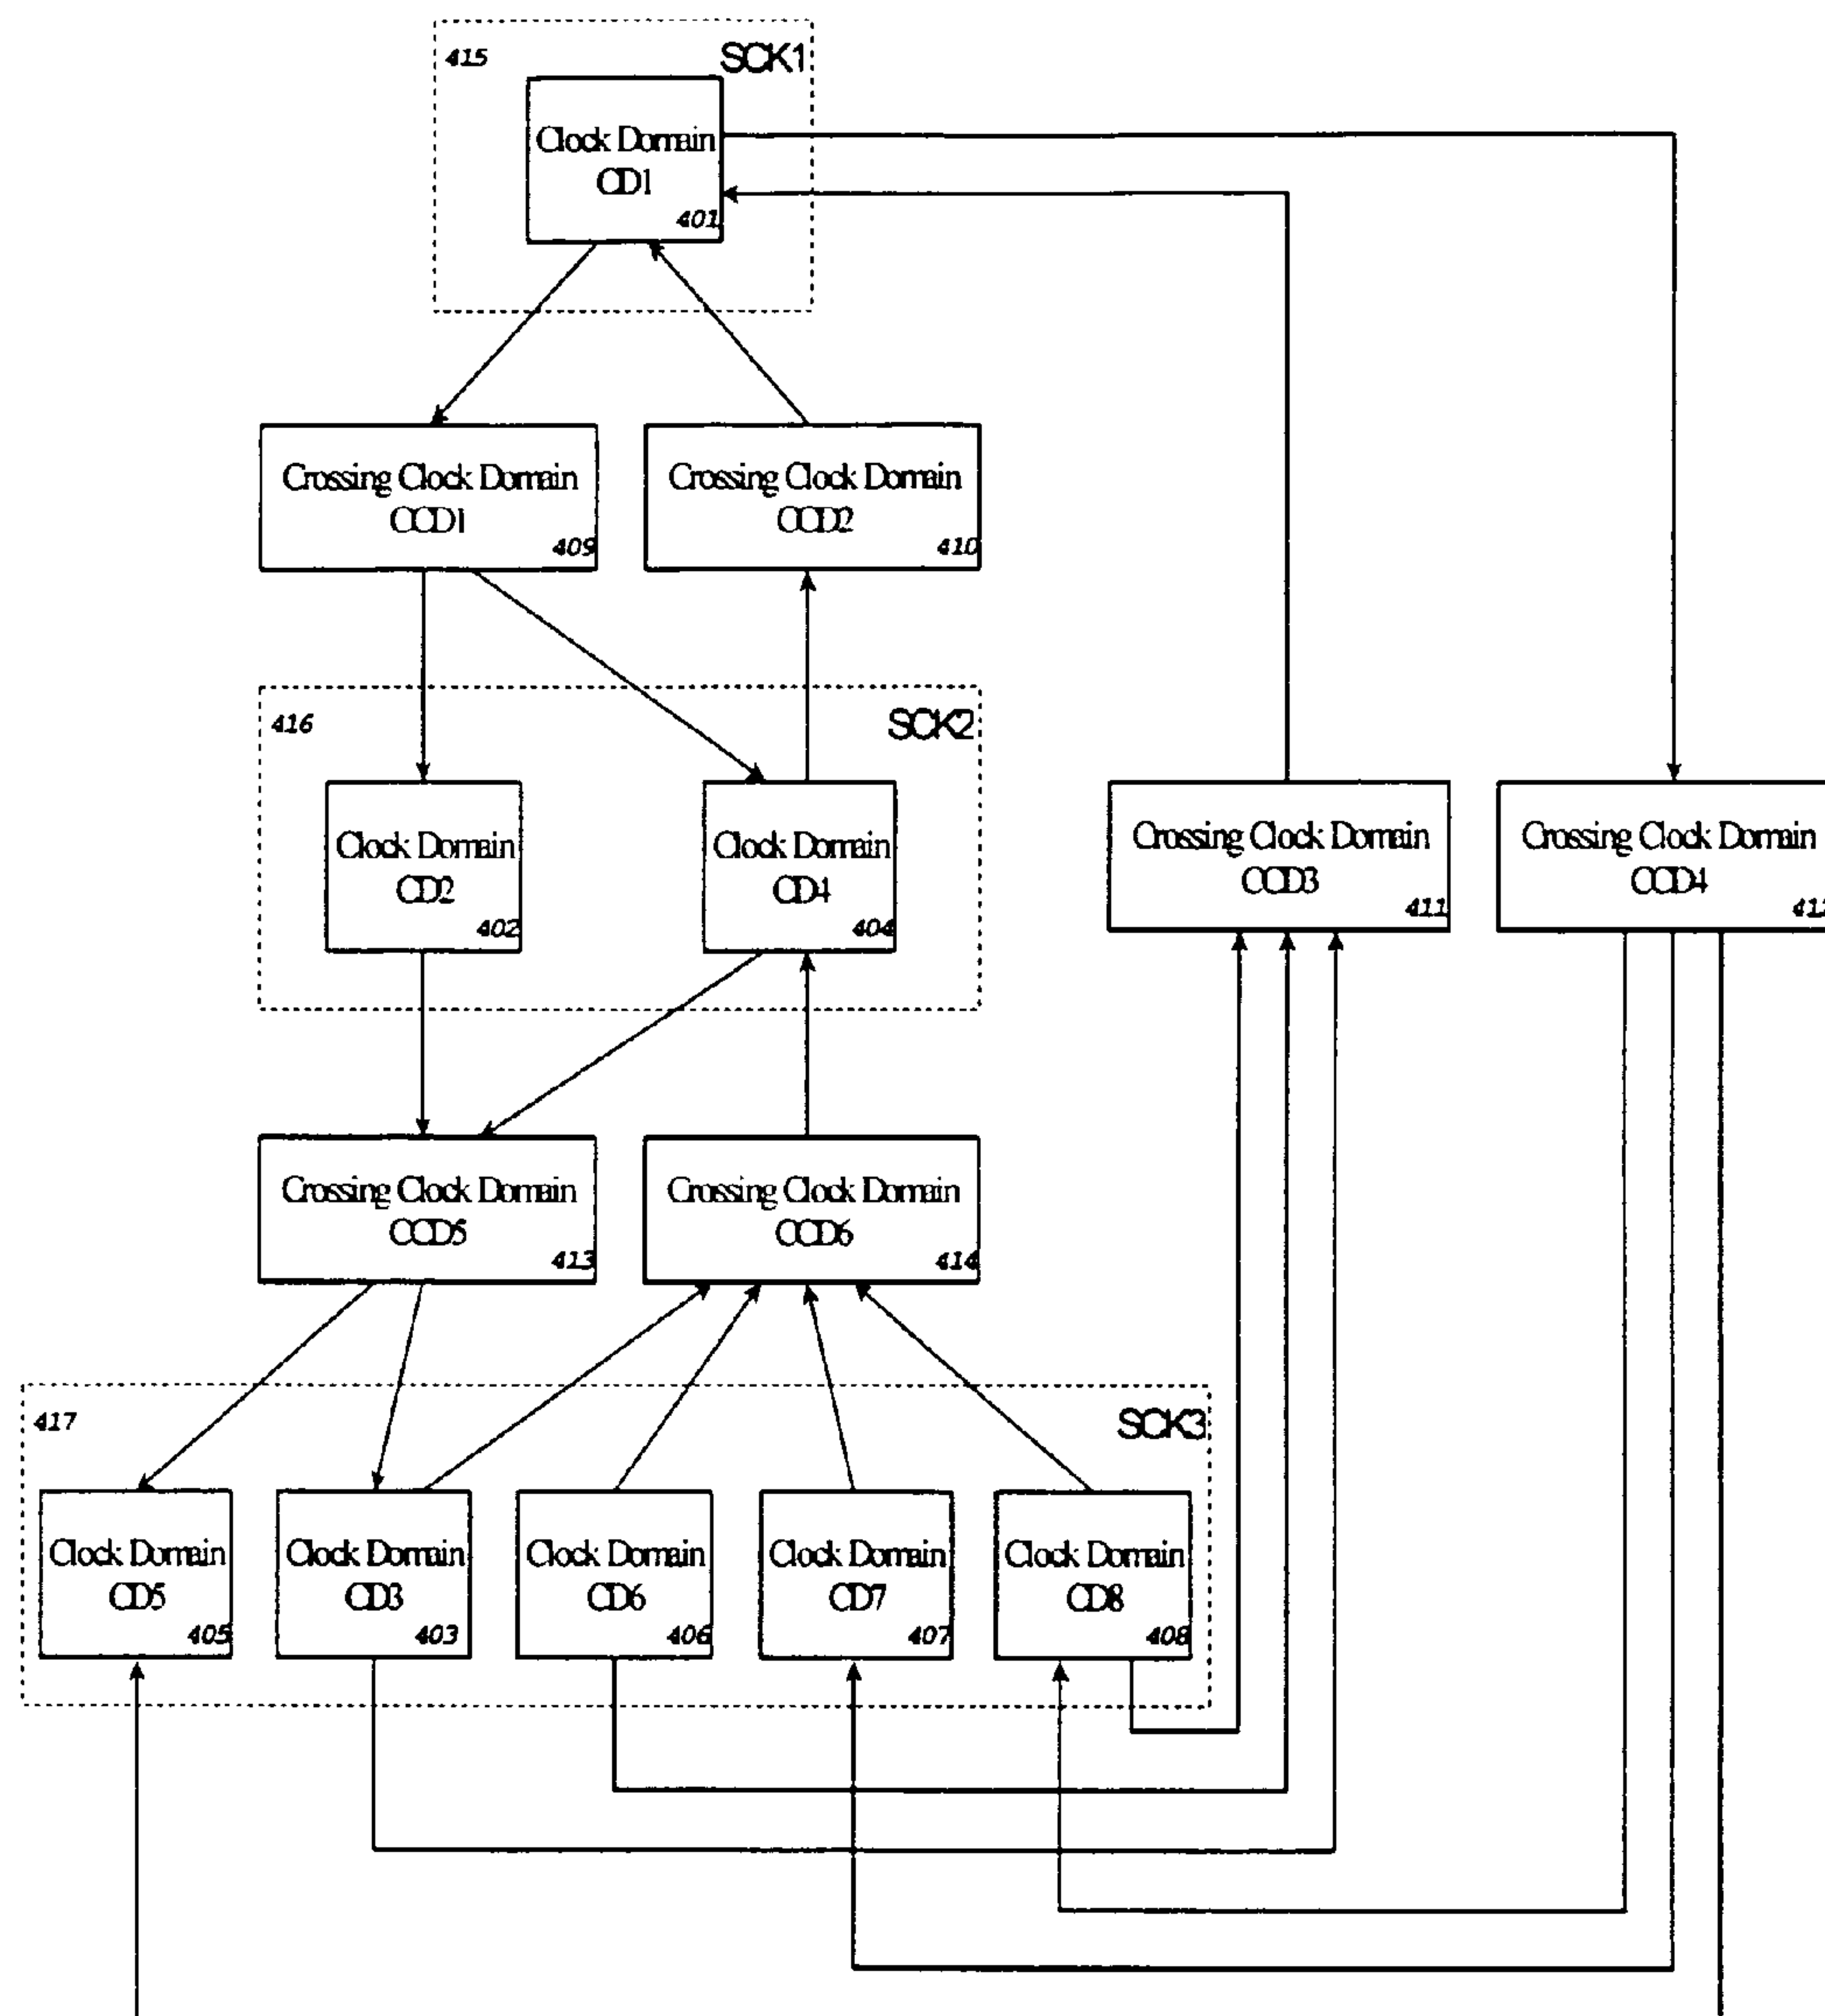 415
SCK1
Clock Domain
CD1
401
Crossing Clock Domain
CCD1
409
Crossing Clock Domain
CCD2
410
416
SCK2
Clock Domain
CD2
402
Clock Domain
CD4
404
Crossing Clock Domain
CCD3
411
Crossing Clock Domain
CCD4
412
Crossing Clock Domain
CCD5
413
Crossing Clock Domain
CCD6
414
417
SCK3
Clock Domain
CD5
405
Clock Domain
CD3
403
Clock Domain
CD6
406
Clock Domain
CD7
407
Clock Domain
CD8
408